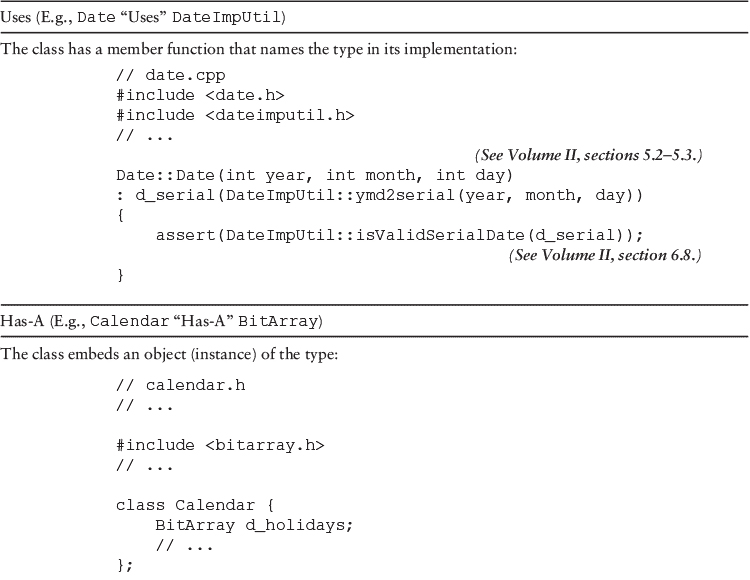 Uses (E.g., Date “Uses” DateImpUtil)
The class has a member function that names the type in its implementation:
// date.cpp
#include <date.h>
#include <dateimputil.h>
// ...
(See Volume II, sections 5.2–5.3.)
Date::Date(int year, int month, int day)
: d_serial(DateImpUtil::ymd2serial(year, month, day))
{
    assert(DateImpUtil::isValidSerialDate(d_serial));
(See Volume II, section 6.8.)
}
Has-A (E.g., Calendar “Has-A” BitArray)
The class embeds an object (instance) of the type:
// calendar.h
// ...
#include <bitarray.h>
// ...
class Calendar {
    BitArray d_holidays;
    // ...
};